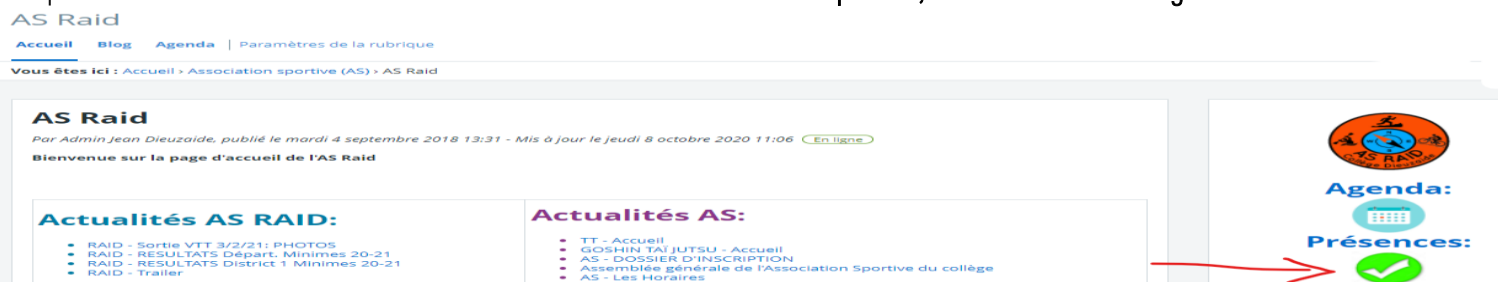 AS Raid
Accueil Blog Agenda | Paramètres de la rubrique
Vous êtes ici : Accueil › Association sportive (AS) › AS Raid
AS Raid
Par Admin Jean Dieuzaide, publié le mardi 4 septembre 2018 13:31 - Mis à jour le jeudi 8 octobre 2020 11:06 En ligne
Bienvenue sur la page d'accueil de l'AS Raid
Actualités AS RAID:
RAID - Sortie VTT 3/2/21: PHOTOS
RAID - RESULTATS Départ. Minimes 20-21
RAID - RESULTATS District 1 Minimes 20-21
RAID - Trailer
Actualités AS:
TT - Accueil
GOSHIN TAÏ JUTSU - Accueil
AS - DOSSIER D'INSCRIPTION
Assemblée générale de l'Association Sportive du collège
AS - Les Horaires
AS RAID
Collège Dieuzaide
Agenda:
Présences: